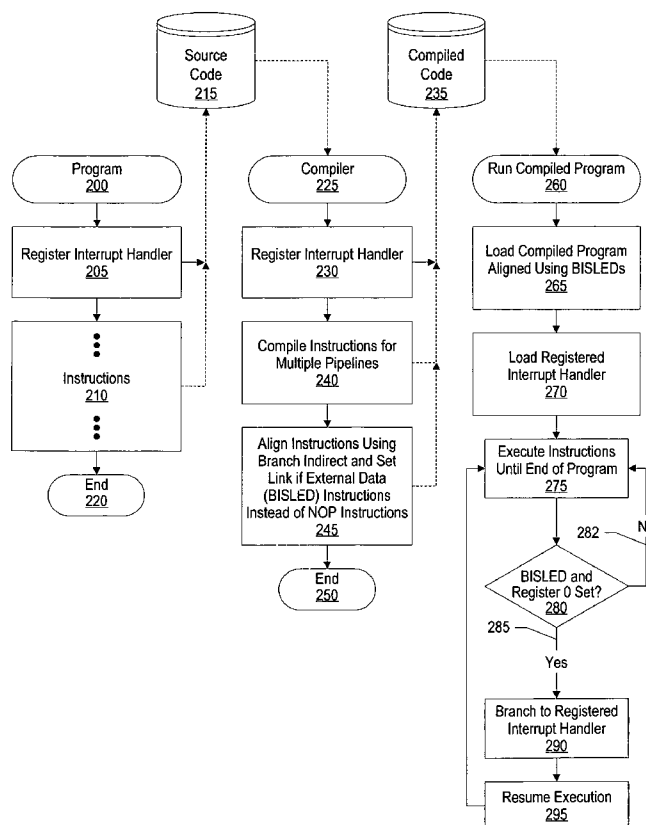 Source
Code
215
Compiled
Code
235
Program
200
Register Interrupt Handler
205
Instructions
210
End
220
Compiler
225
Register Interrupt Handler
230
Compile Instructions for
Multiple Pipelines
240
Align Instructions Using
Branch Indirect and Set
Link if External Data
(BISLED) Instructions
Instead of NOP Instructions
245
End
250
Run Compiled Program
260
Load Compiled Program
Aligned Using BISLEDs
265
Load Registered
Interrupt Handler
270
Execute Instructions
Until End of Program
275
282
BISLED and
Register 0 Set?
280
285
Yes
Branch to Registered
Interrupt Handler
290
Resume Execution
295